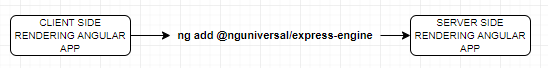 CLIENT SIDE
RENDERING ANGULAR
APP
ng add @nguniversal/express-engine
SERVER SIDE
RENDERING ANGULAR
APP